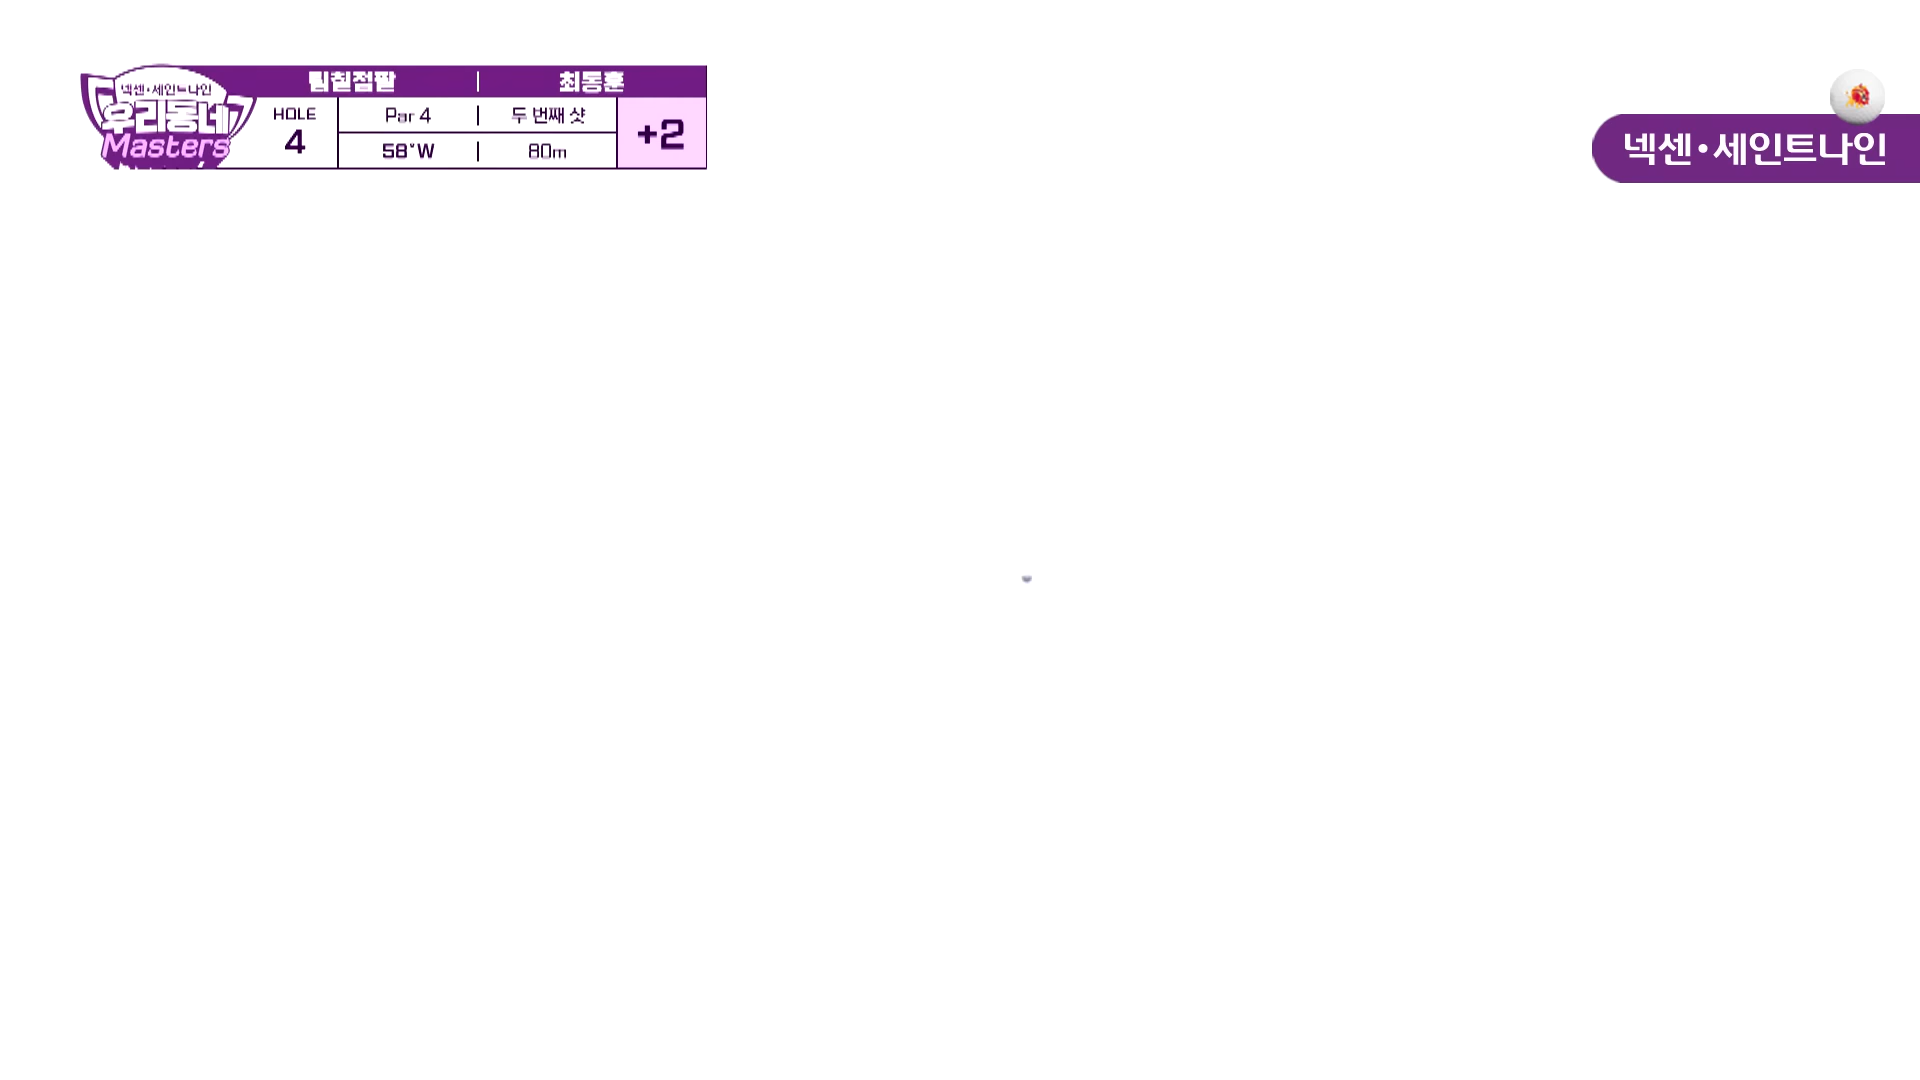 넥센·세인트나인
우리동네
Masters
팀칠점팔 | 최동훈
HOLE
4
Par 4 | 두 번째 샷
58°W | 80m
+2
넥센·세인트나인